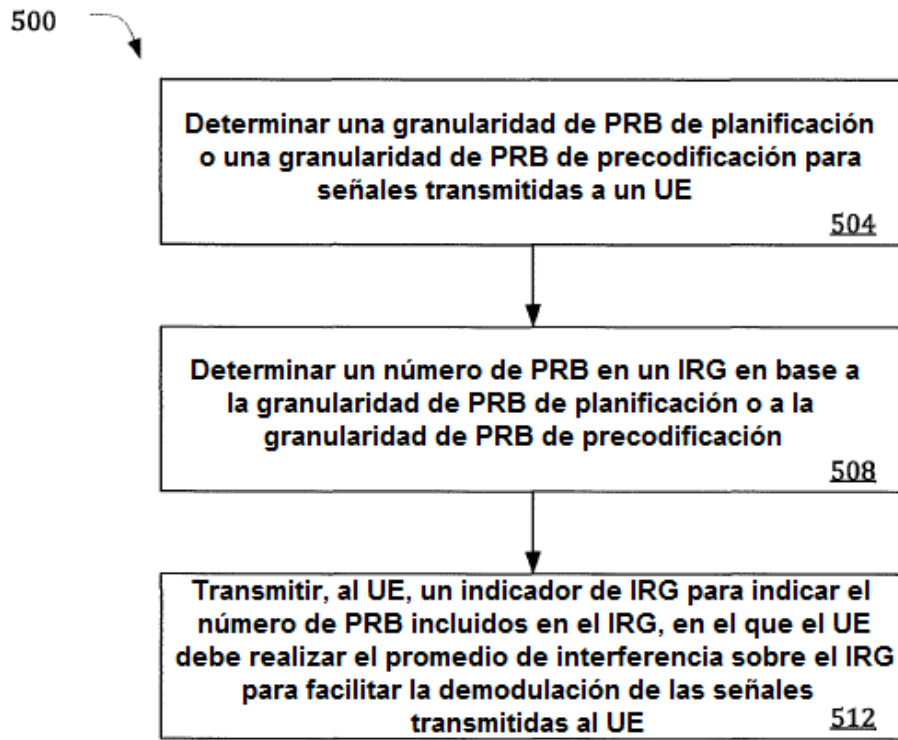 500
Determinar una granularidad de PRB de planificación
o una granularidad de PRB de precodificación para
señales transmitidas a un UE
504
Determinar un número de PRB en un IRG en base a
la granularidad de PRB de planificación o a la
granularidad de PRB de precodificación
508
Transmitir, al UE, un indicador de IRG para indicar el
número de PRB incluidos en el IRG, en el que el UE
debe realizar el promedio de interferencia sobre el IRG
para facilitar la demodulación de las señales
transmitidas al UE
512